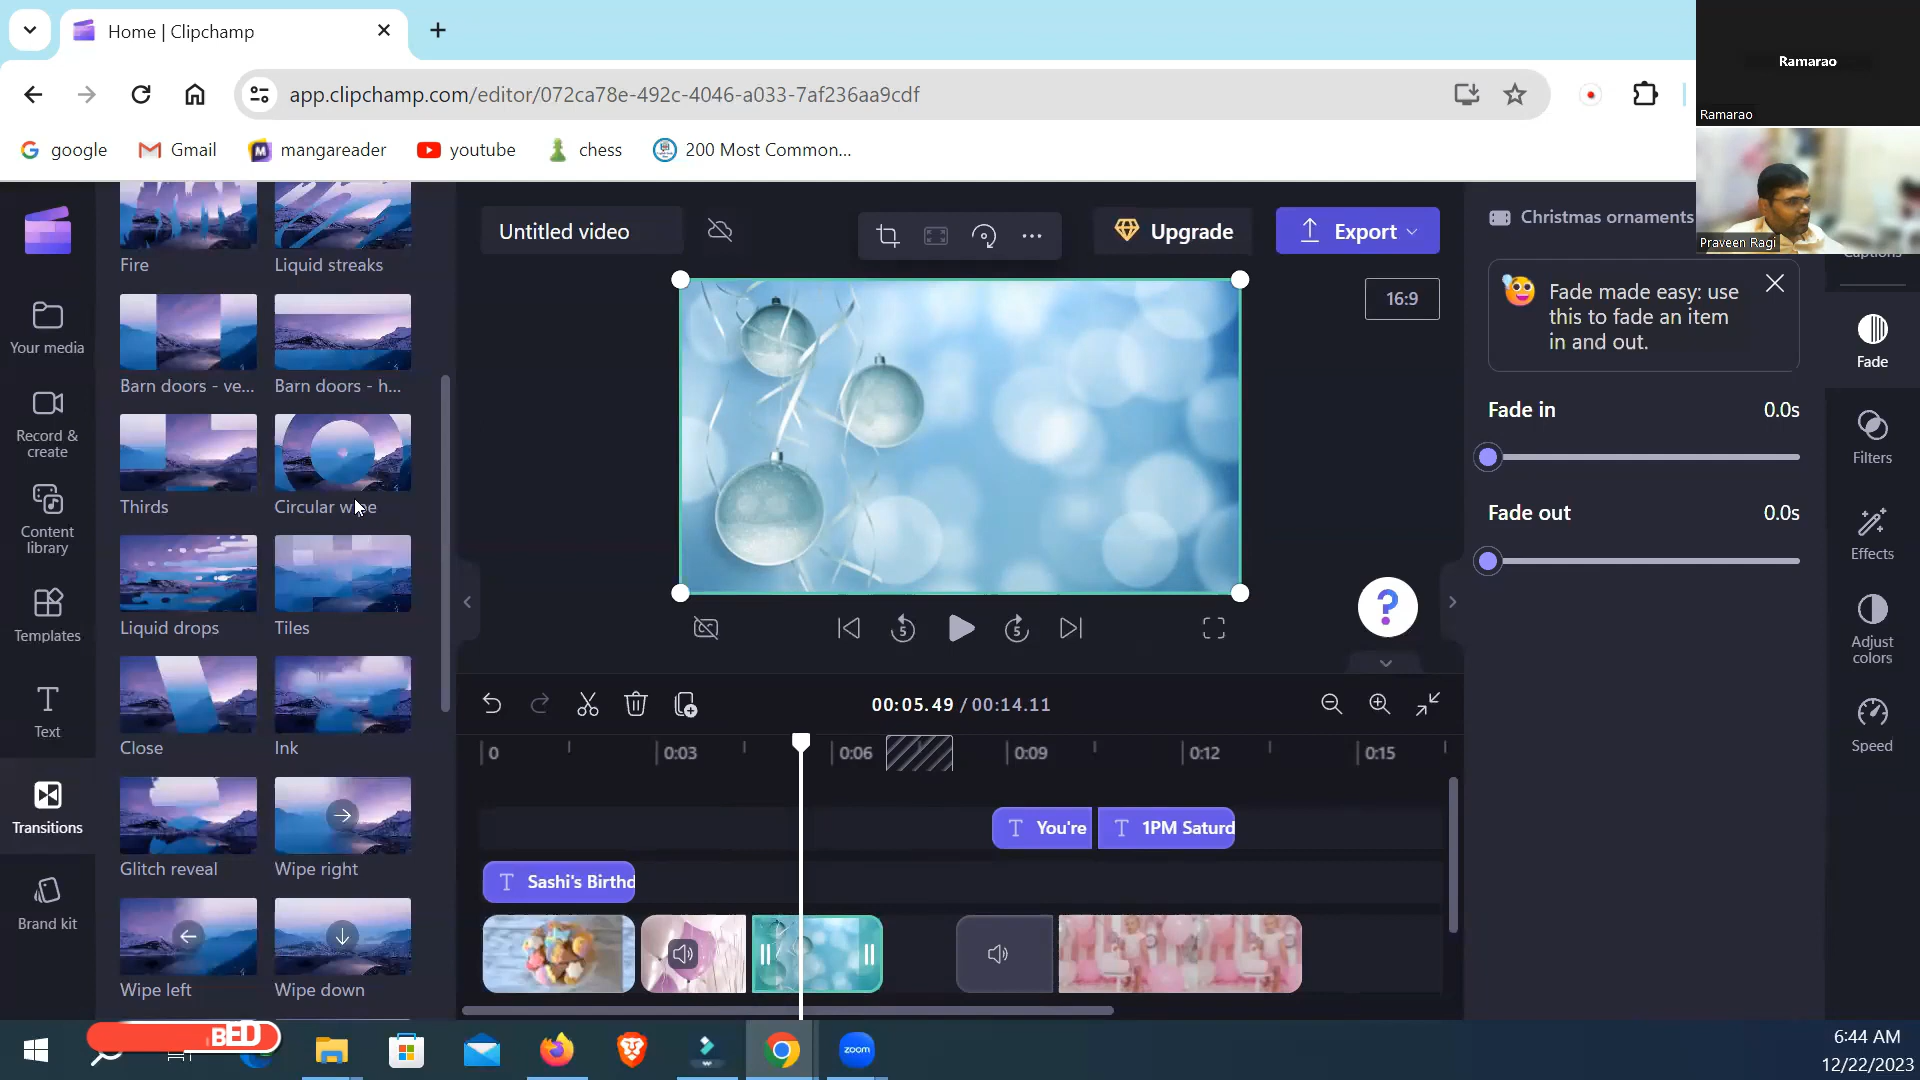 Home | Clipchamp
app.clipchamp.com/editor/072ca78e-492c-4046-a033-7af236aa9cdf
google
Gmail
mangareader
youtube
chess
200 Most Common...
Ramarao
Ramarao
Praveen Ragi
Your media
Record &
create
Content
library
Templates
Text
Transitions
Brand kit
Fire
Liquid streaks
Barn doors - ve...
Barn doors - h...
Thirds
Circular wipe
Liquid drops
Tiles
Close
Ink
Glitch reveal
Wipe right
Wipe left
Wipe down
Untitled video
Upgrade
Export
16:9
5
5
?
00:05.49 / 00:14.11
0
0:03
0:06
0:09
0:12
0:15
T You're
T 1PM Saturd
T Sashi's Birthd
Christmas ornaments
Fade made easy: use
this to fade an item
in and out.
Fade in
0.0s
Fade out
0.0s
Captions
Fade
Filters
Effects
Adjust
colors
Speed
BED
zoom
6:44 AM
12/22/2023